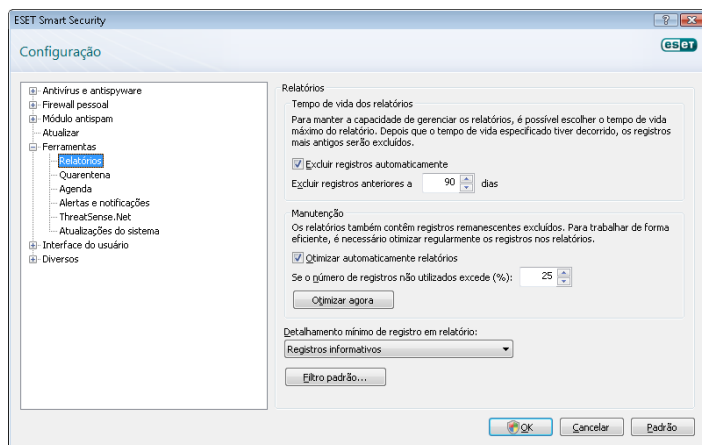 ESET Smart Security
Configuração
eset
Antivírus e antispyware
Firewall pessoal
Módulo antispam
Atualizar
Ferramentas
Relatórios
Quarentena
Agenda
Alertas e notificações
ThreatSense.Net
Atualizações do sistema
Interface do usuário
Diversos
Relatórios
Tempo de vida dos relatórios
Para manter a capacidade de gerenciar os relatórios, é possível escolher o tempo de vida
máximo do relatório. Depois que o tempo de vida especificado tiver decorrido, os registros
mais antigos serão excluídos.
Excluir registros automaticamente
Excluir registros anteriores a 90 dias
Manutenção
Os relatórios também contêm registros remanescentes excluídos. Para trabalhar de forma
eficiente, é necessário otimizar regularmente os registros nos relatórios.
Otimizar automaticamente relatórios
Se o número de registros não utilizados excede (%): 25
Otimizar agora
Detalhamento mínimo de registro em relatório:
Registros informativos
Filtro padrão...
OK Cancelar Padrão